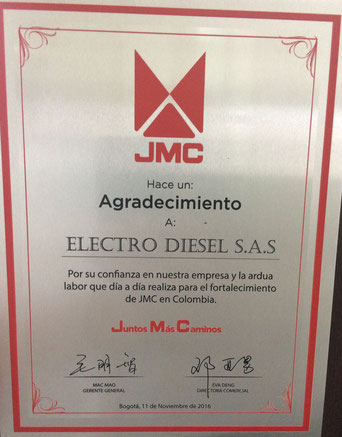 JMC
Hace un:
Agradecimiento
A: -
ELECTRO DIESEL S.A.S
Por su confianza en nuestra empresa y la ardua
labor que día a día realiza para el fortalecimiento
de JMC en Colombia.
Juntos Más Caminos
MAC MAO
GERENTE GENERAL
EVA DENG
DIRECTORA COMERCIAL
Bogotá, 11 de Noviembre de 2016